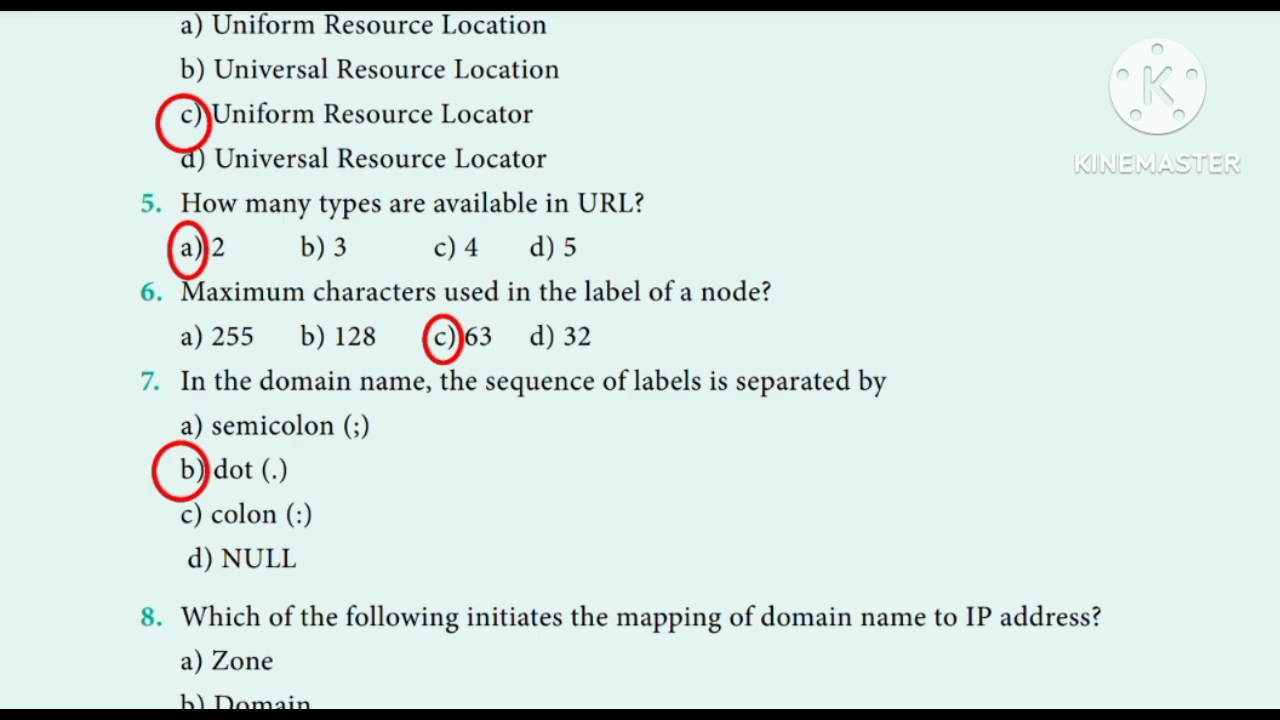 a) Uniform Resource Location
b) Universal Resource Location
c) Uniform Resource Locator
d) Universal Resource Locator
5. How many types are available in URL?
a) 2 b) 3 c) 4 d) 5
6. Maximum characters used in the label of a node?
a) 255 b) 128 c) 63 d) 32
7. In the domain name, the sequence of labels is separated by
a) semicolon (;)
b) dot (.)
c) colon (:)
d) NULL
8. Which of the following initiates the mapping of domain name to IP address?
a) Zone
b) Domain
K
KINEMASTER